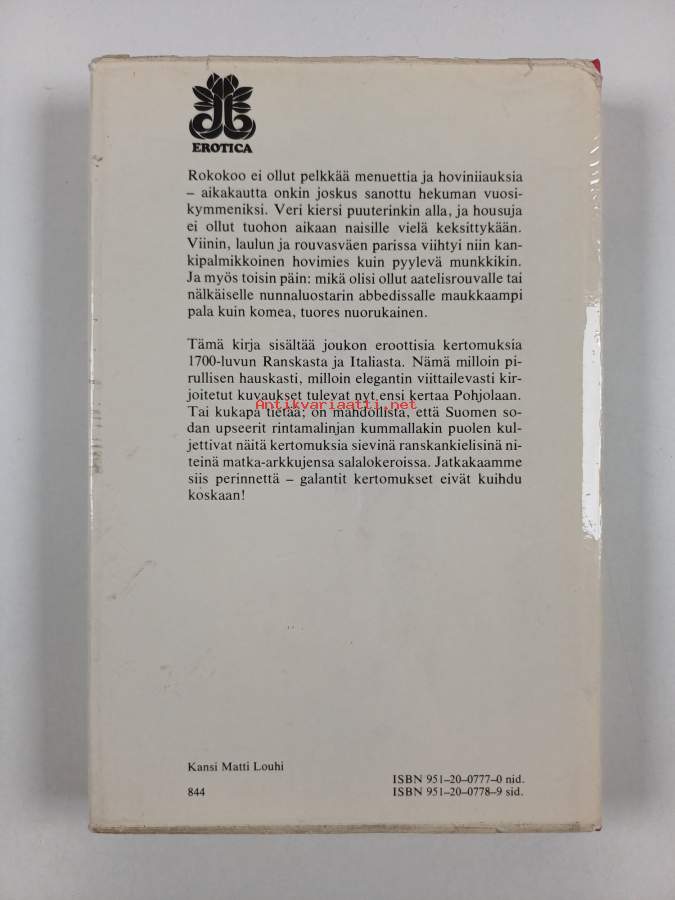 EROTICA
Rokokoo ei ollut pelkkää menuettia ja hoviniiauksia
– aikakautta onkin joskus sanottu hekuman vuosi-
kymmeniksi. Veri kiersi puuterinkin alla, ja housuja
ei ollut tuohon aikaan naisille vielä keksittykään.
Viinin, laulun ja rouvasväen parissa viihtyi niin kan-
kipalmikkoinen hovimies kuin pyylevä munkkikin.
Ja myös toisin päin: mikä olisi ollut aatelisrouvalle tai
nälkäiselle nunnaluostarin abbedissalle maukkaampi
pala kuin komea, tuores nuorukainen.
Tämä kirja sisältää joukon eroottisia kertomuksia
1700-luvun Ranskasta ja Italiasta. Nämä milloin pi-
rullisen hauskasti, milloin elegantin viittailevasti kir-
joitetut kuvaukset tulevat nyt ensi kertaa Pohjolaan.
Antikvariaatti.net
Tai kukapa tietää; on mahdollista, että Suomen so-
dan upseerit rintamalinjan kummallakin puolen kul-
jettivat näitä kertomuksia sievinä ranskankielisinä ni-
teinä matka-arkkujensa salalokeroissa. Jatkakaamme
siis perinnettä – galantit kertomukset eivät kuihdu
koskaan!
Kansi Matti Louhi
844
ISBN 951–20–0777–0 nid.
ISBN 951–20–0778–9 sid.